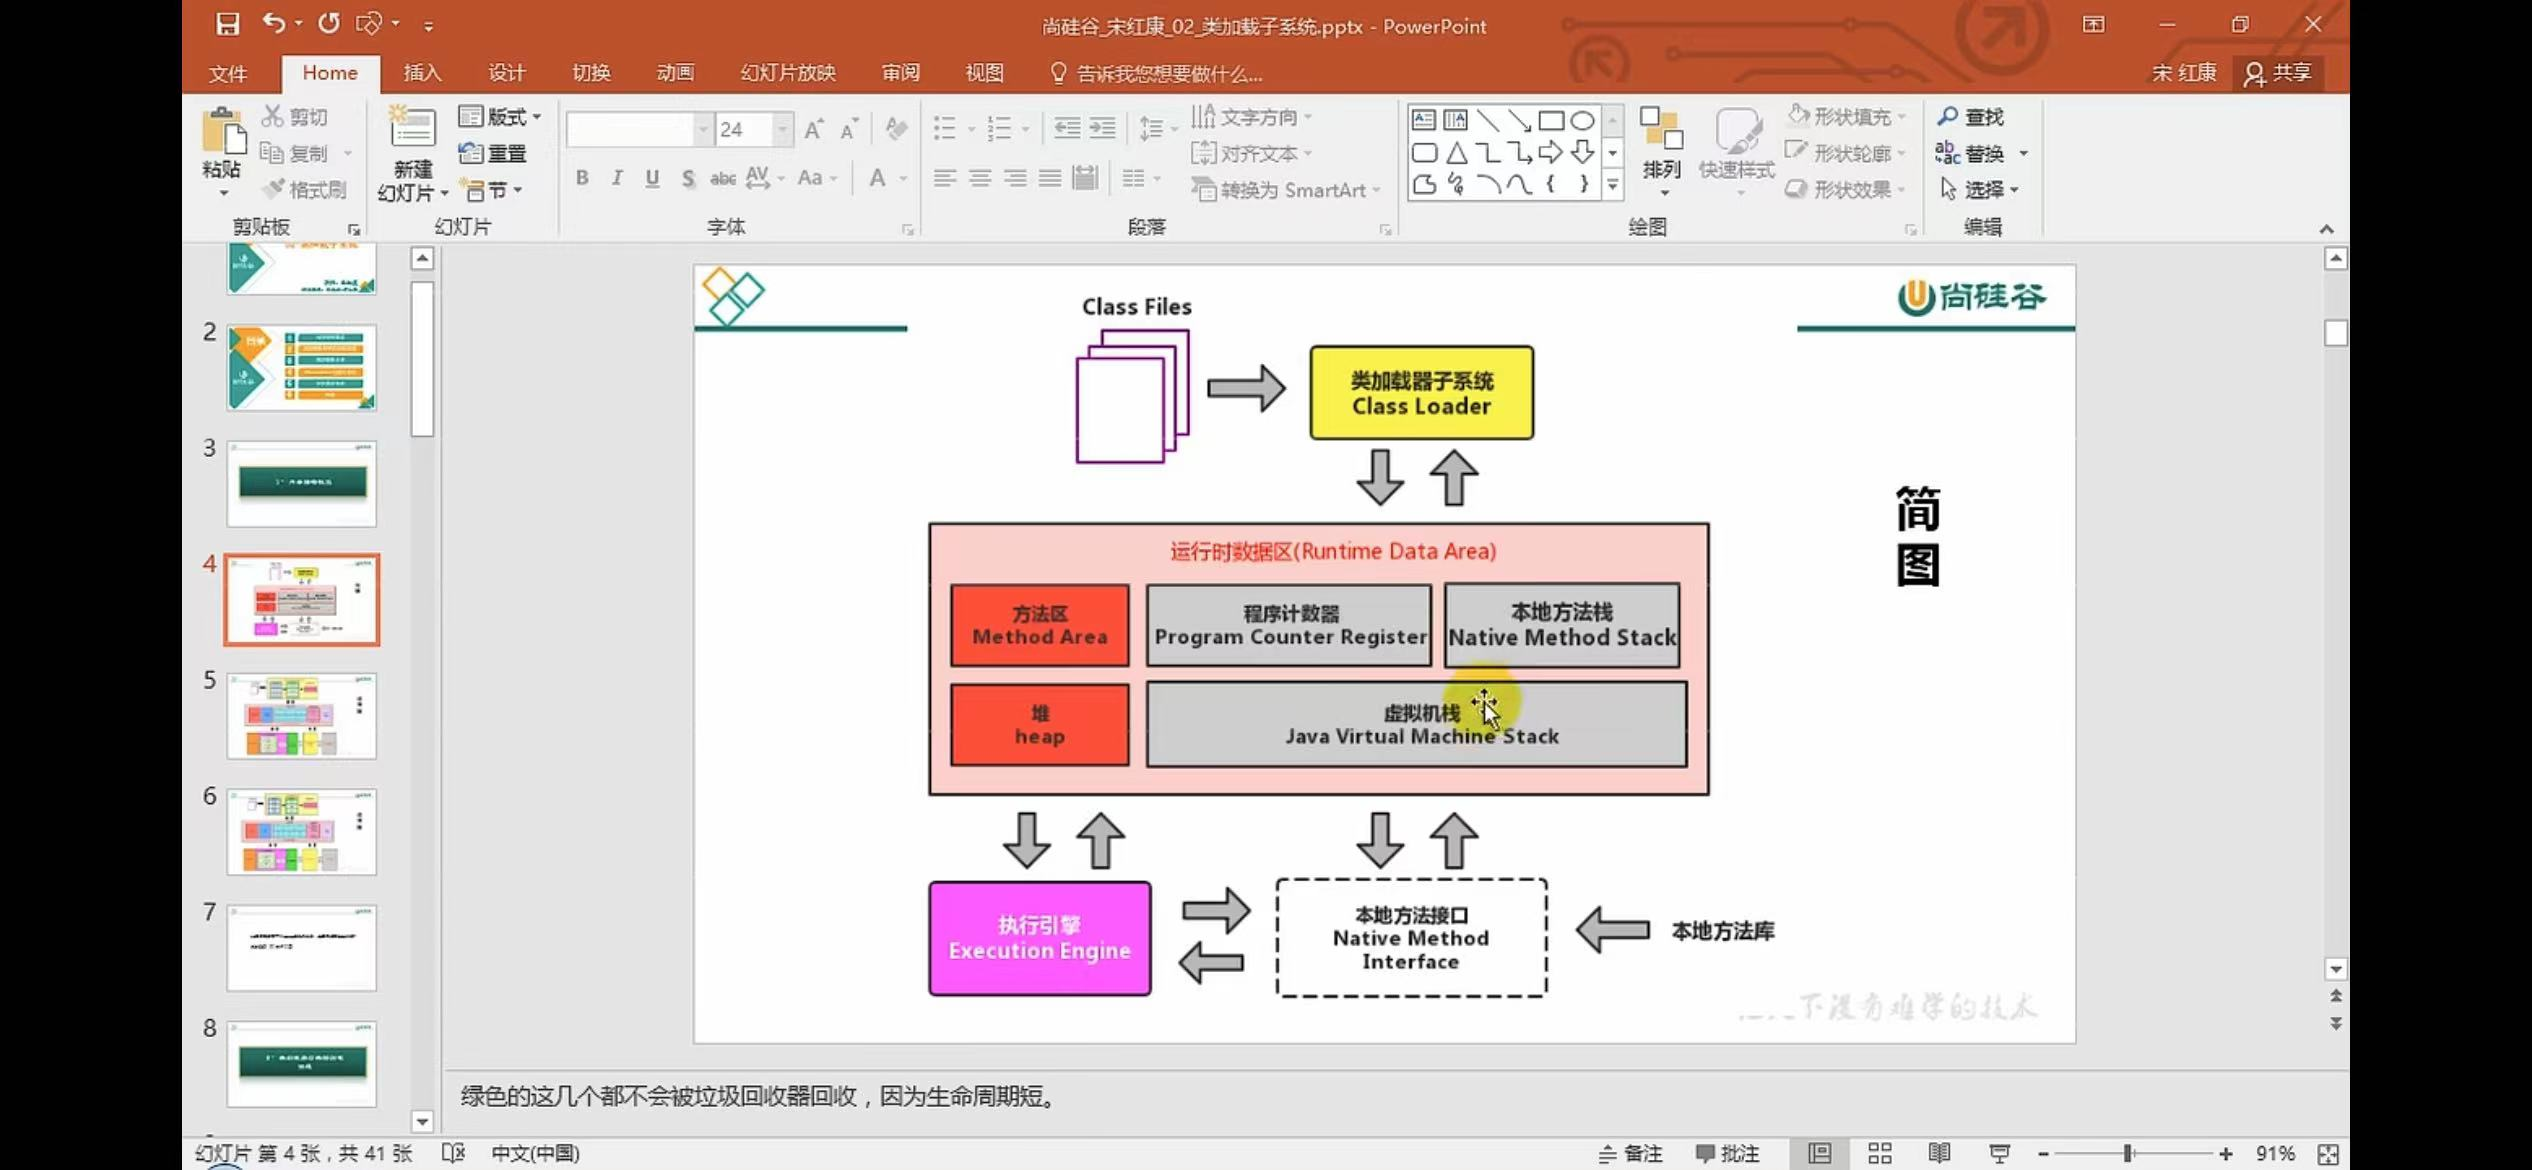 尚硅谷_宋红康_02_类加载子系统.pptx - PowerPoint
文件 Home 插入 设计 切换 动画 幻灯片放映 审阅 视图 告诉我您想要做什么... 宋 红康 共享
粘贴
剪切
复制
格式刷
剪贴板
新建
幻灯片
版式
重置
节
幻灯片
24
B I U S abc AV Aa A
字体
文字方向
对齐文本
转换为 SmartArt
段落
排列
快速样式
形状填充
形状轮廓
形状效果
绘图
查找
替换
选择
编辑
2
3
4
5
6
7
8
尚硅谷
Class Files
类加载器子系统
Class Loader
简
图
运行时数据区(Runtime Data Area)
方法区
Method Area
程序计数器
Program Counter Register
本地方法栈
Native Method Stack
堆
heap
虚拟机栈
Java Virtual Machine Stack
执行引擎
Execution Engine
本地方法接口
Native Method
Interface
本地方法库
下没有难学的技术
绿色的这几个都不会被垃圾回收器回收，因为生命周期短。
幻灯片 第 4 张，共 41 张 中文(中国) 备注 批注 91%